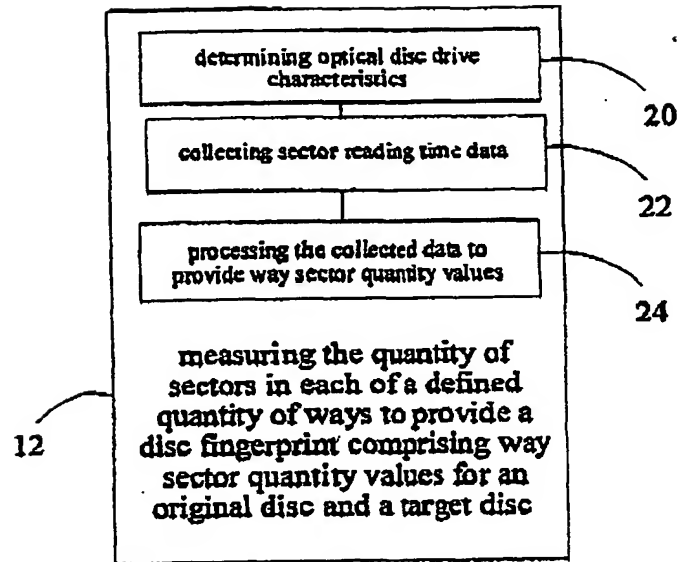 determining optical disc drive
characteristics
20
collecting sector reading time data
22
processing the collected data to
provide way sector quantity values
24
measuring the quantity of
sectors in each of a defined
quantity of ways to provide a
disc fingerprint comprising way
sector quantity values for an
original disc and a target disc
12